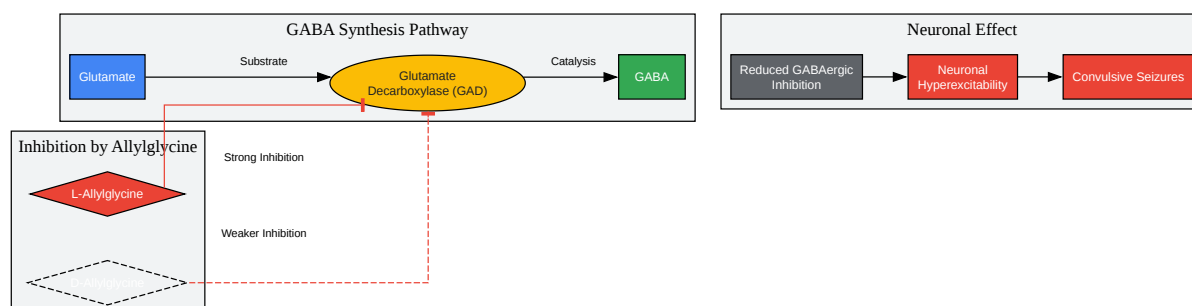 GABA Synthesis Pathway
Glutamate
Substrate
Glutamate
Decarboxylase (GAD)
Catalysis
GABA
Neuronal Effect
Reduced GABAergic
Inhibition
Neuronal
Hyperexcitability
Convulsive Seizures
Inhibition by Allylglycine
L-Allylglycine
Strong Inhibition
Weaker Inhibition
D-Allylglycine